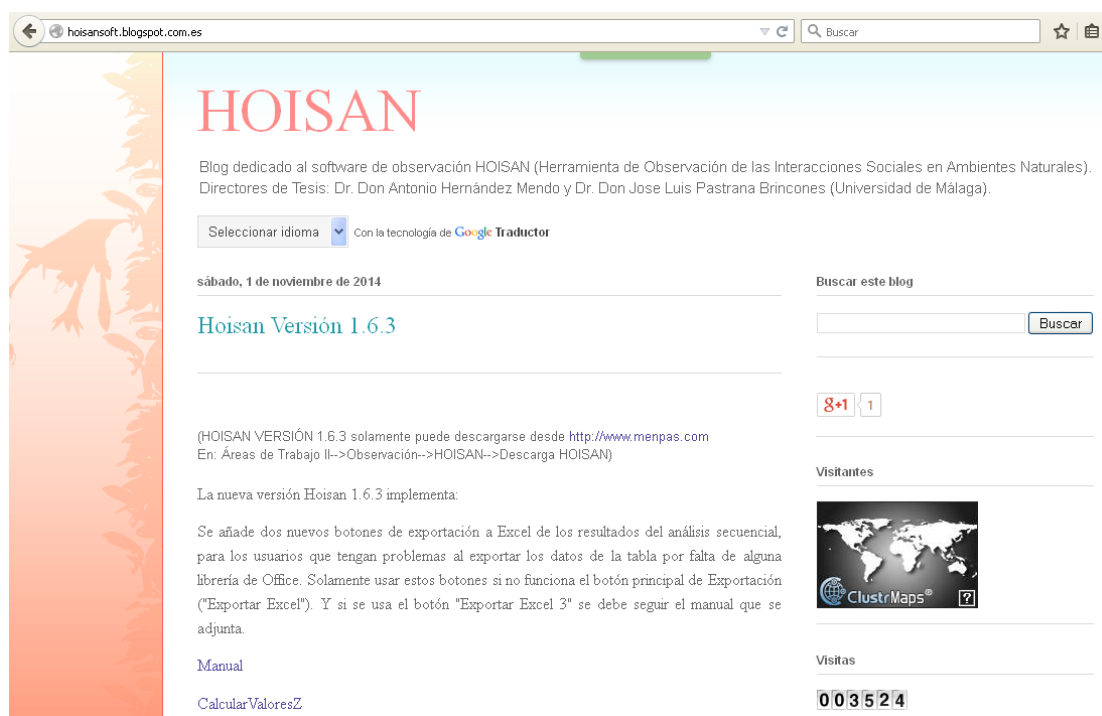 hoisansoft.blogspot.com.es
Buscar
HOISAN
Blog dedicado al software de observación HOISAN (Herramienta de Observación de las Interacciones Sociales en Ambientes Naturales).
Directores de Tesis: Dr. Don Antonio Hernández Mendo y Dr. Don Jose Luis Pastrana Brincones (Universidad de Málaga).
Seleccionar idioma
Con la tecnología de Google Traductor
sábado, 1 de noviembre de 2014
Hoisan Versión 1.6.3
(HOISAN VERSIÓN 1.6.3 solamente puede descargarse desde http://www.menpas.com
En: Áreas de Trabajo II-->Observación-->HOISAN-->Descarga HOISAN)
La nueva versión Hoisan 1.6.3 implementa:
Se añade dos nuevos botones de exportación a Excel de los resultados del análisis secuencial,
para los usuarios que tengan problemas al exportar los datos de la tabla por falta de alguna
librería de Office. Solamente usar estos botones si no funciona el botón principal de Exportación
("Exportar Excel"). Y si se usa el botón "Exportar Excel 3" se debe seguir el manual que se
adjunta.
Manual
CalcularValoresZ
Buscar este blog
Buscar
g+1 1
Visitantes
ClustrMaps® ?
Visitas
003524